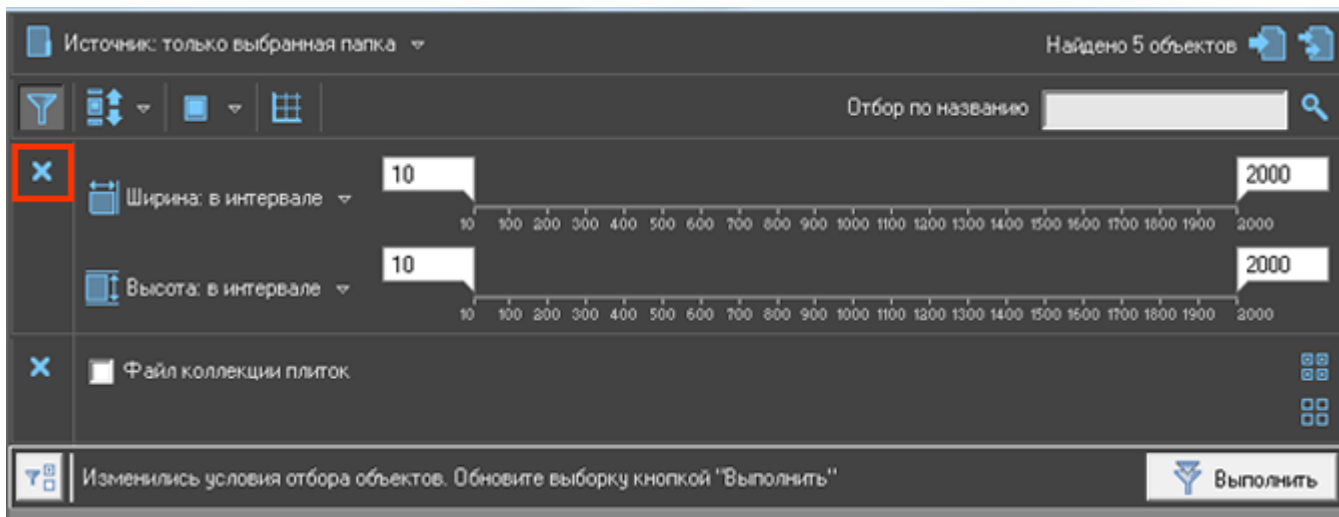 Источник: только выбранная папка
Найдено 5 объектов
Отбор по названию
Ширина: в интервале
10
2000
10 100 200 300 400 500 600 700 800 900 1000 1100 1200 1300 1400 1500 1600 1700 1800 1900 2000
Высота: в интервале
10
2000
10 100 200 300 400 500 600 700 800 900 1000 1100 1200 1300 1400 1500 1600 1700 1800 1900 2000
Файл коллекции плиток
Изменились условия отбора объектов. Обновите выборку кнопкой "Выполнить"
Выполнить